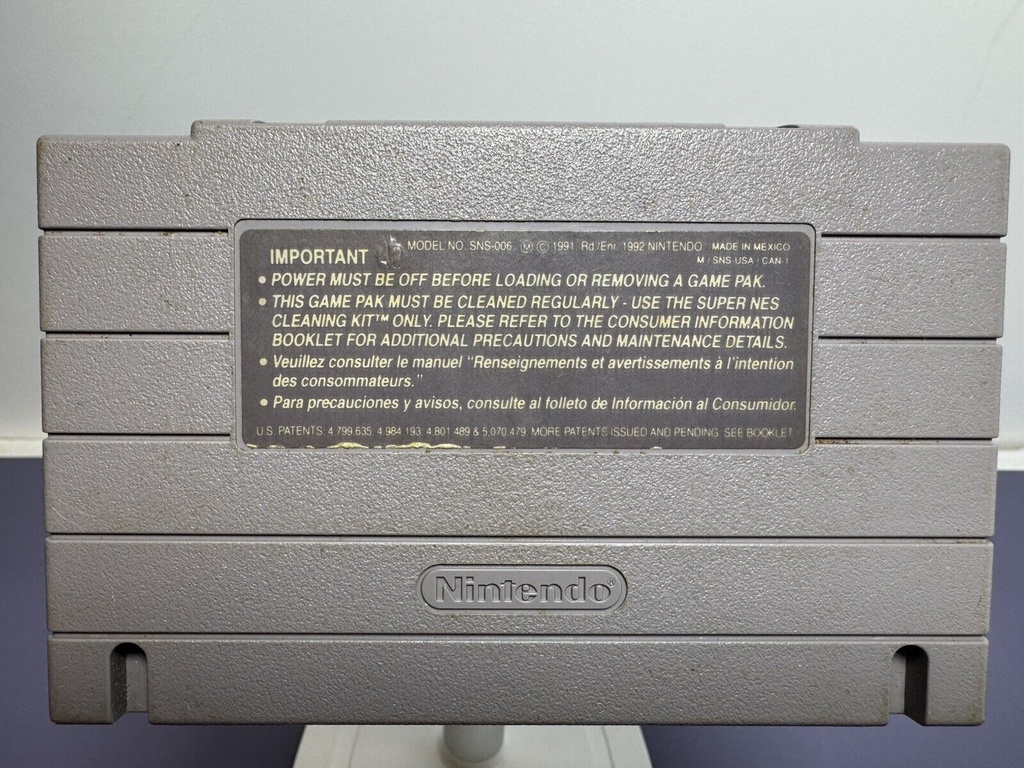 IMPORTANT MODEL NO. SNS-006 Ⓜ © 1991 Rd./Enr. 1992 NINTENDO MADE IN MEXICO
M / SNS-USA / CAN-1
• POWER MUST BE OFF BEFORE LOADING OR REMOVING A GAME PAK.
• THIS GAME PAK MUST BE CLEANED REGULARLY - USE THE SUPER NES
CLEANING KIT™ ONLY. PLEASE REFER TO THE CONSUMER INFORMATION
BOOKLET FOR ADDITIONAL PRECAUTIONS AND MAINTENANCE DETAILS.
• Veuillez consulter le manuel "Renseignements et avertissements à l'intention
des consommateurs."
• Para precauciones y avisos, consulte al folleto de Información al Consumidor.
U.S. PATENTS: 4,799,635; 4,984,193; 4,801,489 & 5,070,479. MORE PATENTS ISSUED AND PENDING. SEE BOOKLET
Nintendo®